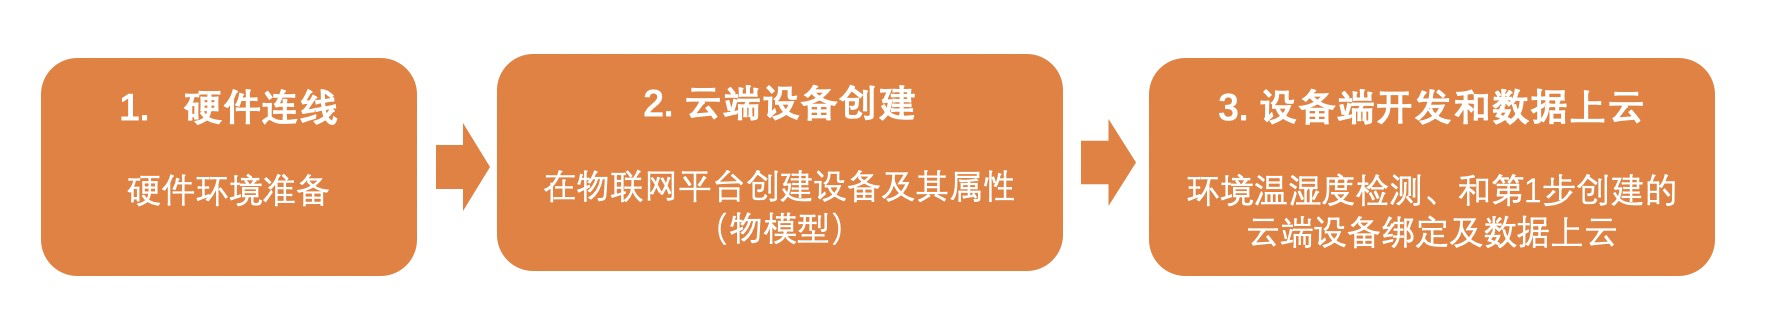 1. 硬件连线
硬件环境准备
2. 云端设备创建
在物联网平台创建设备及其属性
（物模型）
3. 设备端开发和数据上云
环境温湿度检测、和第1步创建的
云端设备绑定及数据上云